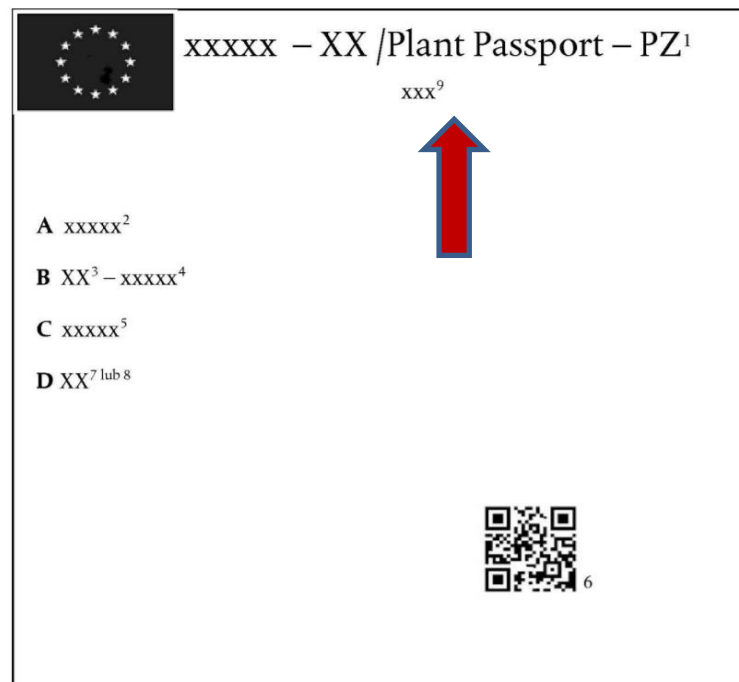 xxxxx – XX /Plant Passport – PZ¹
xxx⁹
A xxxxx²
B XX³ – xxxxx⁴
C xxxxx⁵
D XX⁷ ˡᵘᵇ ⁸
6